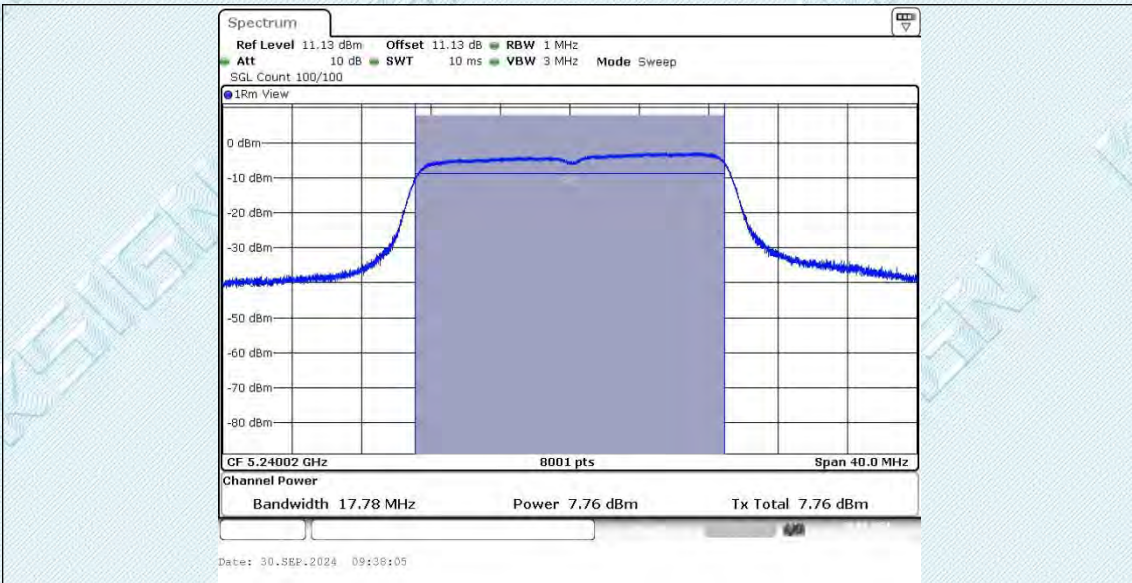 Spectrum
Ref Level 11.13 dBm Offset 11.13 dB RBW 1 MHz
Att 10 dB SWT 10 ms VBW 3 MHz Mode Sweep
SGL Count 100/100
1Rm View
0 dBm
-10 dBm
-20 dBm
-30 dBm
-50 dBm
-60 dBm
-70 dBm
-80 dBm
CF 5.24002 GHz 8001 pts Span 40.0 MHz
Channel Power
Bandwidth 17.78 MHz Power 7.76 dBm Tx Total 7.76 dBm
Date: 30.SEP.2024 09:38:05